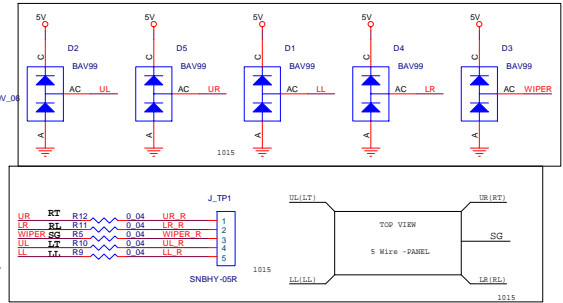 5V 5V 5V 5V 5V
D2 D5 D1 D4 D3
BAV99 BAV99 BAV99 BAV99 BAV99
C C C C C
AC UL AC UR AC LL AC LR AC WIPER
A A A A A
1015
J_TP1
UR RT R12 0_04 UR_R 1
LR RL R11 0_04 LR_R 2
WIPER SG R5 0_04 WIPER_R 3
UL LT R10 0_04 UL_R 4
LL LL R9 0_04 LL_R 5
SNBHY-05R
1015
UL(LT) UR(RT)
TOP VIEW
5 Wire -PANEL
SG
LL(LL) LR(RL)
1015